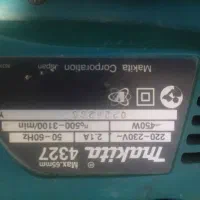 Max.65mm
makita 4327
220-230V~ 2.1A 50-60Hz
~450W n₀500-3100/min
Makita Corporation Japan